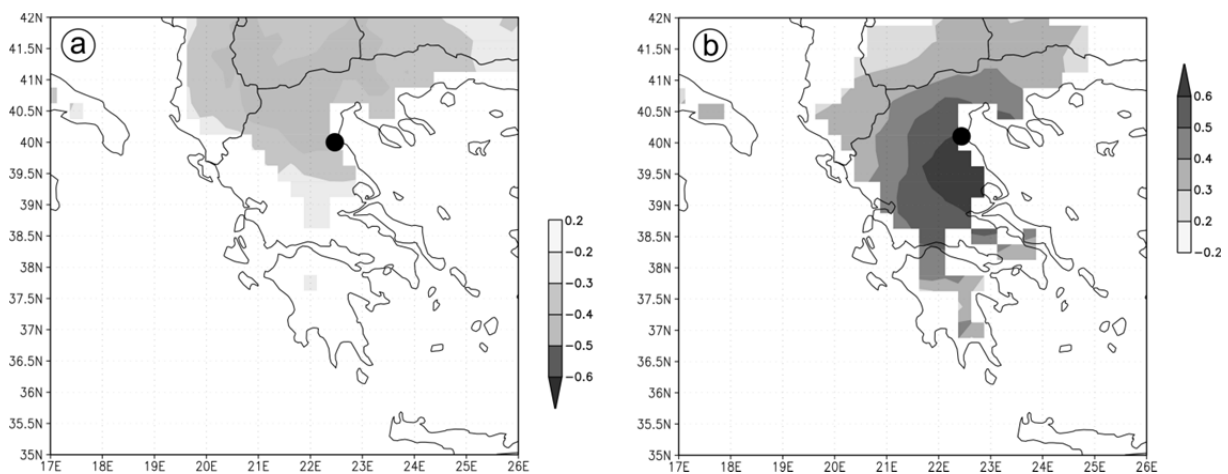 a
42N
41.5N
41N
40.5N
40N
39.5N
39N
38.5N
38N
37.5N
37N
36.5N
36N
35.5N
35N
17E 18E 19E 20E 21E 22E 23E 24E 25E 26E
0.2
-0.2
-0.3
-0.4
-0.5
-0.6
b
42N
41.5N
41N
40.5N
40N
39.5N
39N
38.5N
38N
37.5N
37N
36.5N
36N
35.5N
35N
17E 18E 19E 20E 21E 22E 23E 24E 25E 26E
0.6
0.5
0.4
0.3
0.2
-0.2